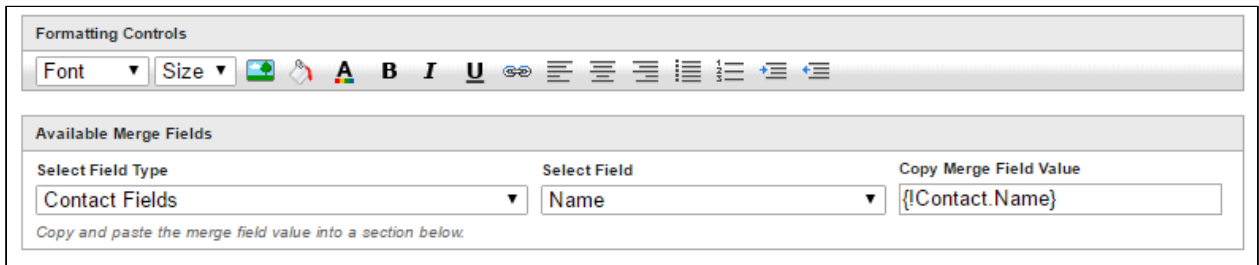 Formatting Controls
Font Size A B I U
Available Merge Fields
Select Field Type Select Field Copy Merge Field Value
Contact Fields Name {!Contact.Name}
Copy and paste the merge field value into a section below.